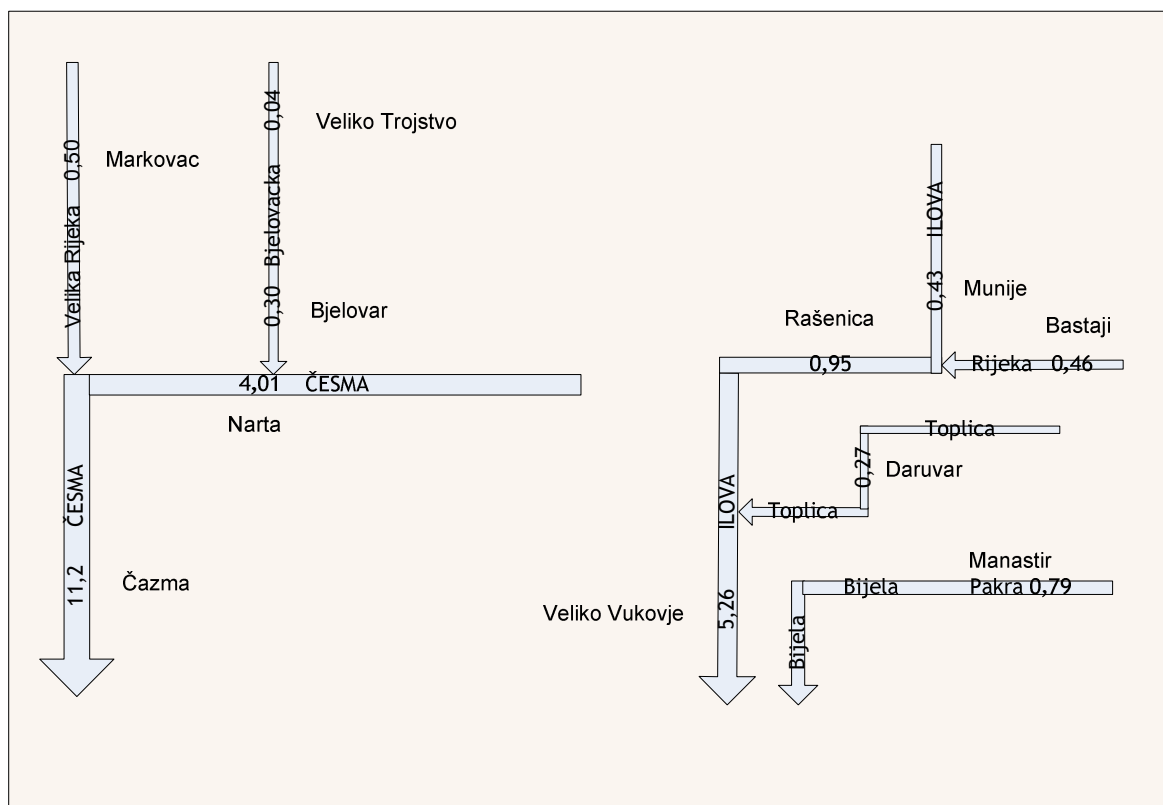 Velika Rijeka 0,50
Markovac
0,30 Bjelovacka 0,04
Veliko Trojstvo
Bjelovar
4,01 ČESMA
Narta
11,2 ČESMA
Čazma
0,43 ILOVA
Munije
Rašenica
Bastaji
0,95
Rijeka 0,46
Toplica
0,27
Daruvar
Toplica
5,26 ILOVA
Veliko Vukovje
Manastir
Bijela Pakra 0,79
Bijela